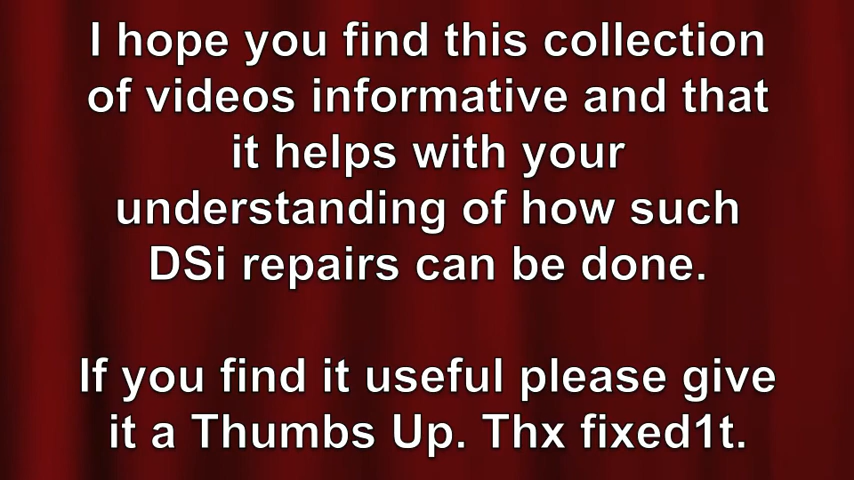 I hope you find this collection
of videos informative and that
it helps with your
understanding of how such
DSi repairs can be done.
If you find it useful please give
it a Thumbs Up. Thx fixed1t.